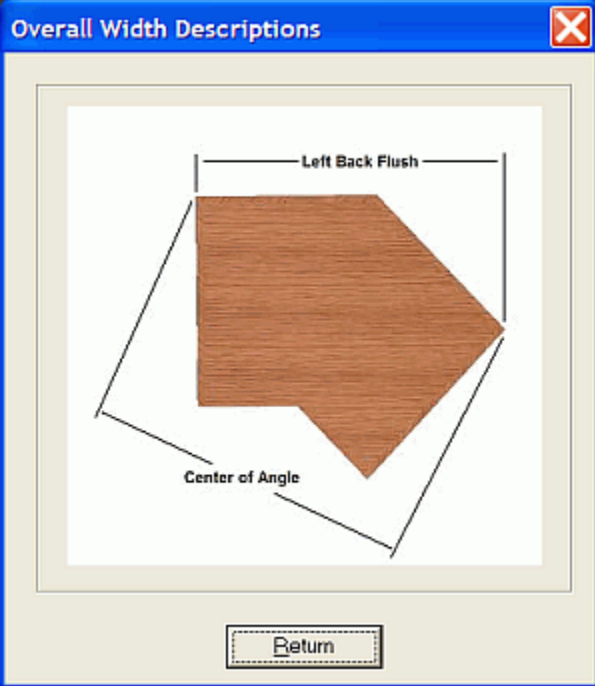 Overall Width Descriptions
Left Back Flush
Center of Angle
Return